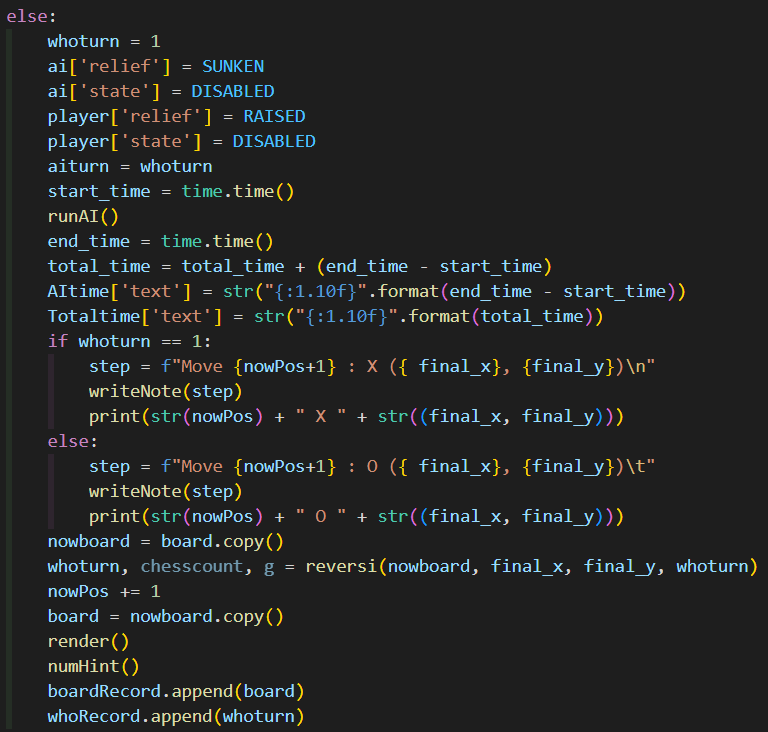 else:
    whoturn = 1
    ai['relief'] = SUNKEN
    ai['state'] = DISABLED
    player['relief'] = RAISED
    player['state'] = DISABLED
    aiturn = whoturn
    start_time = time.time()
    runAI()
    end_time = time.time()
    total_time = total_time + (end_time - start_time)
    AItime['text'] = str("{:1.10f}".format(end_time - start_time))
    Totaltime['text'] = str("{:1.10f}".format(total_time))
    if whoturn == 1:
        step = f"Move {nowPos+1} : X ({ final_x}, {final_y})\n"
        writeNote(step)
        print(str(nowPos) + " X " + str((final_x, final_y)))
    else:
        step = f"Move {nowPos+1} : O ({ final_x}, {final_y})\t"
        writeNote(step)
        print(str(nowPos) + " O " + str((final_x, final_y)))
    nowboard = board.copy()
    whoturn, chesscount, g = reversi(nowboard, final_x, final_y, whoturn)
    nowPos += 1
    board = nowboard.copy()
    render()
    numHint()
    boardRecord.append(board)
    whoRecord.append(whoturn)